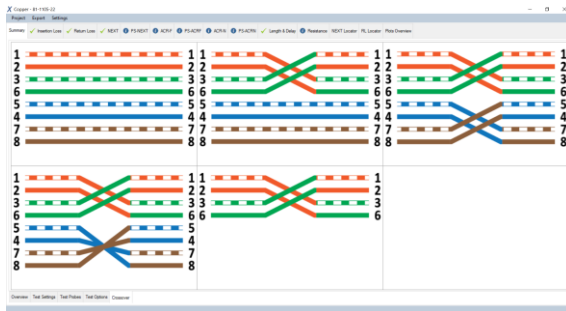 Copper - B1-1105-22
Project Export Settings
Summary Insertion Loss Return Loss NEXT PS-NEXT ACR-F PS-ACRF ACR-N PS-ACRN Length & Delay Resistance NEXT Locator RL Locator Plots Overview
1 1 1 1 1 1
2 2 2 2 2 2
3 3 3 3 3 3
6 6 6 6 6 6
5 5 5 5 5 5
4 4 4 4 4 4
7 7 7 7 7 7
8 8 8 8 8 8
1 1 1 1
2 2 2 2
3 3 3 3
6 6 6 6
5 5
4 4
7 7
8 8
Overview Test Settings Test Probes Test Options Crossover